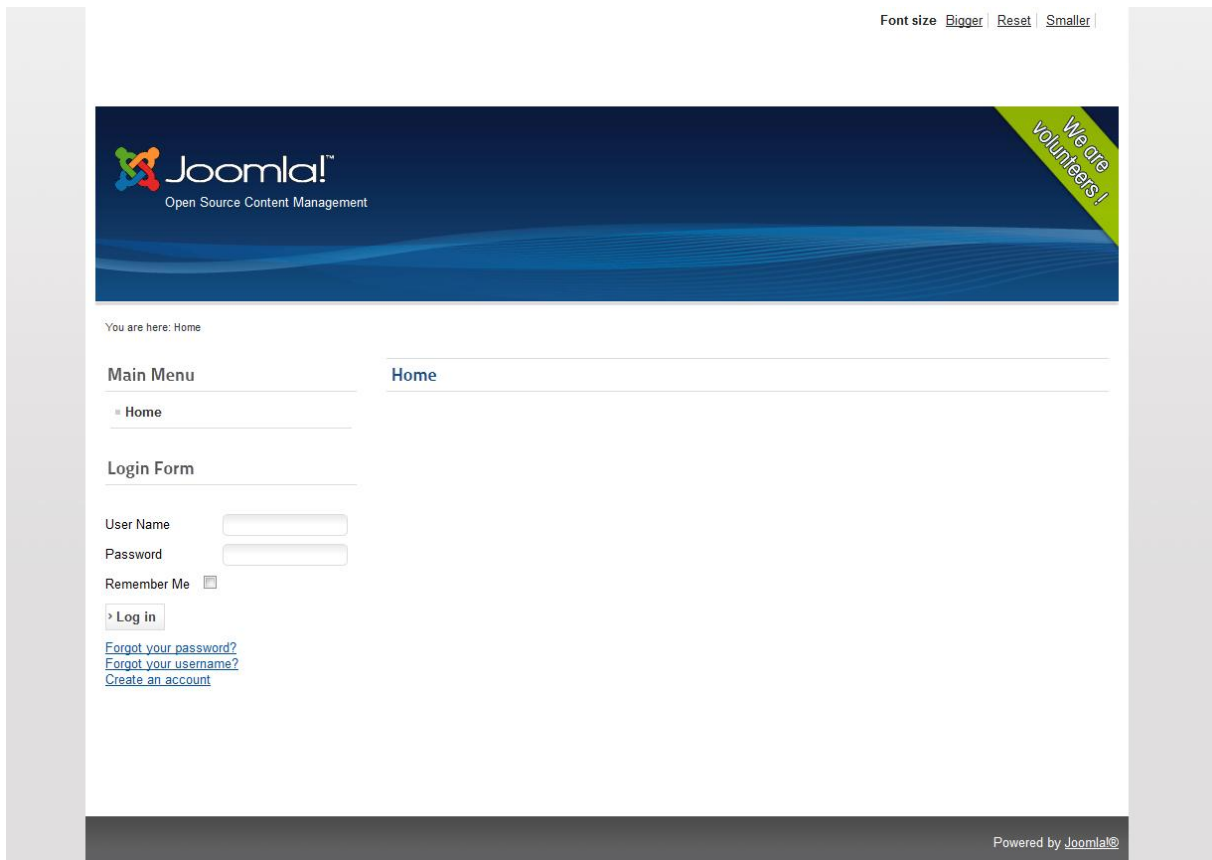 Font size Bigger Reset Smaller
We are
volunteers!
Joomla!™
Open Source Content Management
You are here: Home
Main Menu
Home
Home
Login Form
User Name
Password
Remember Me
Log in
Forgot your password?
Forgot your username?
Create an account
Powered by Joomla!®